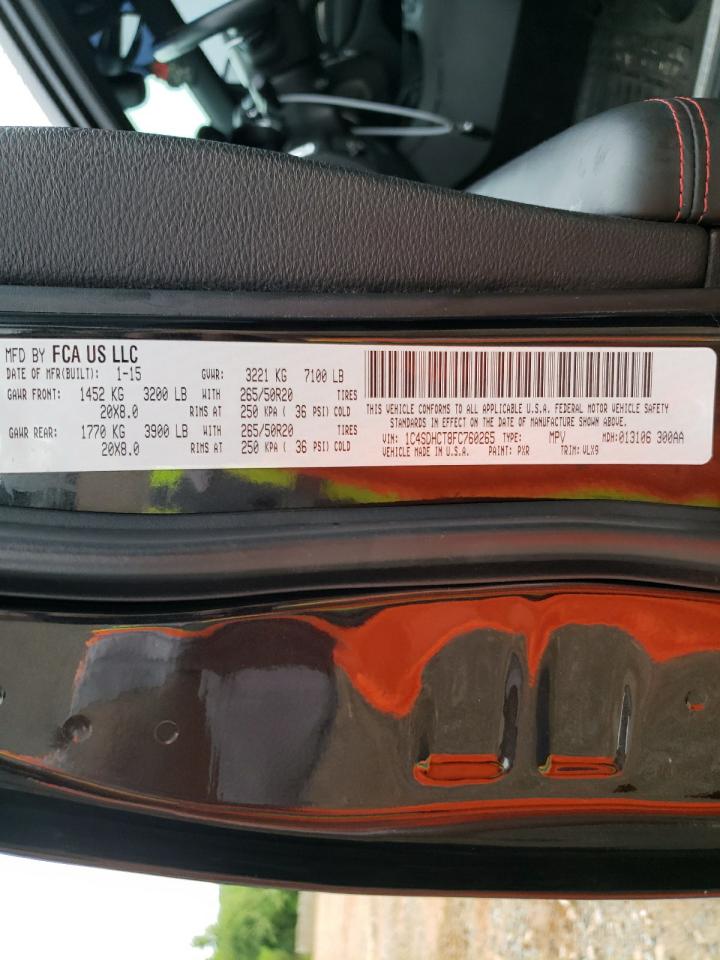 MFD BY FCA US LLC
DATE OF MFR(BUILT): 1-15 GVWR: 3221 KG 7100 LB
GAWR FRONT: 1452 KG 3200 LB WITH 265/50R20 TIRES
20X8.0 RIMS AT 250 KPA ( 36 PSI) COLD
GAWR REAR: 1770 KG 3900 LB WITH 265/50R20 TIRES
20X8.0 RIMS AT 250 KPA ( 36 PSI) COLD
THIS VEHICLE CONFORMS TO ALL APPLICABLE U.S.A. FEDERAL MOTOR VEHICLE SAFETY
STANDARDS IN EFFECT ON THE DATE OF MANUFACTURE SHOWN ABOVE.
VIN: 1C4SDHCT8FC760265 TYPE: MPV MDH: 013106 300AA
VEHICLE MADE IN U.S.A. PAINT: PXR TRIM: VLX9